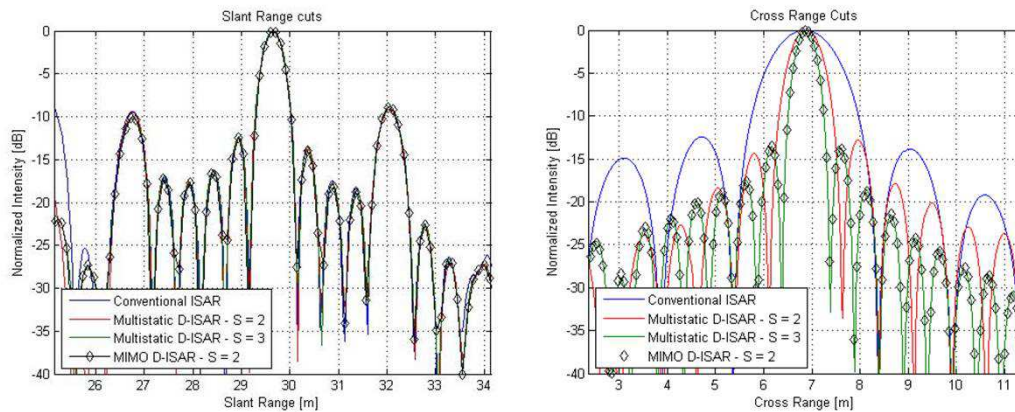 Slant Range cuts
Normalized Intensity [dB]
0
-5
-10
-15
-20
-25
-30
-35
-40
Conventional ISAR
Multistatic D-ISAR - S = 2
Multistatic D-ISAR - S = 3
MIMO D-ISAR - S = 2
26 27 28 29 30 31 32 33 34
Slant Range [m]
Cross Range Cuts
Normalized Intensity [dB]
0
-5
-10
-15
-20
-25
-30
-35
-40
Conventional ISAR
Multistatic D-ISAR - S = 2
Multistatic D-ISAR - S = 3
MIMO D-ISAR - S = 2
3 4 5 6 7 8 9 10 11
Cross Range [m]